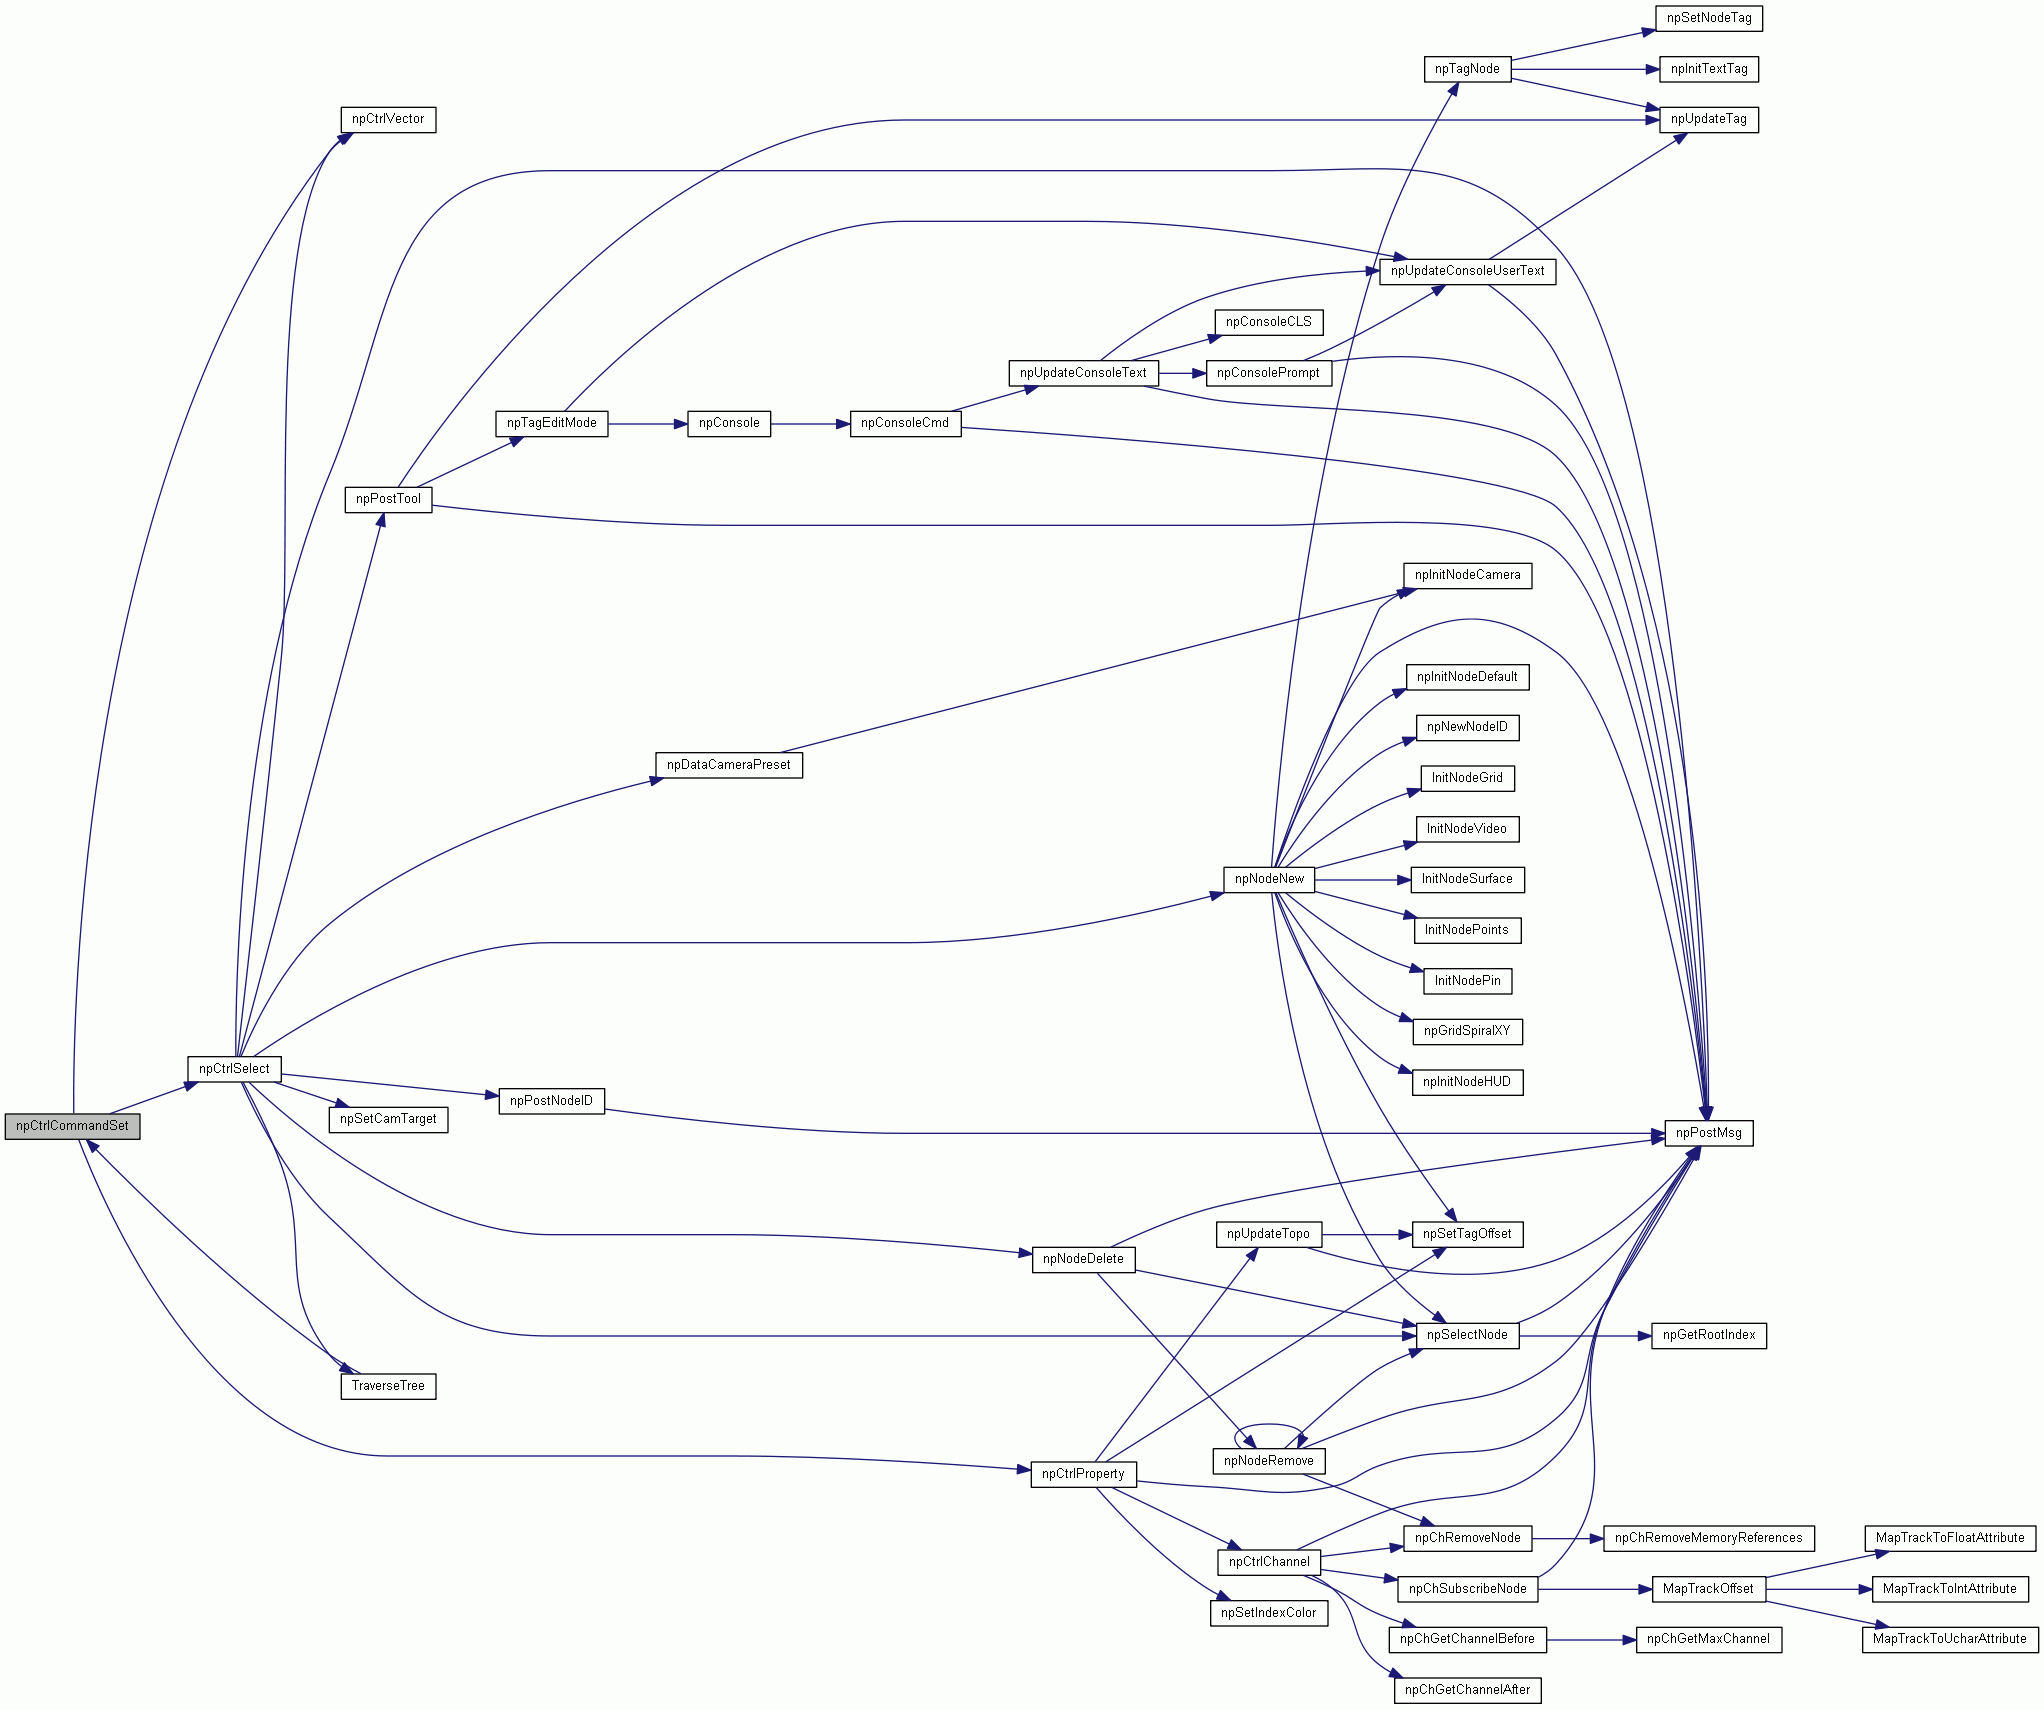 npSetNodeTag
npTagNode
npInitTextTag
npCtrlVector
npUpdateTag
npUpdateConsoleUserText
npConsoleCLS
npUpdateConsoleText
npConsolePrompt
npTagEditMode
npConsole
npConsoleCmd
npPostTool
npInitNodeCamera
npInitNodeDefault
npNewNodeID
npDataCameraPreset
InitNodeGrid
InitNodeVideo
npNodeNew
InitNodeSurface
InitNodePoints
InitNodePin
npGridSpiralXY
npCtrlSelect
npInitNodeHUD
npPostNodeID
npSetCamTarget
npCtrlCommandSet
npPostMsg
npUpdateTopo
npSetTagOffset
npNodeDelete
npSelectNode
npGetRootIndex
TraverseTree
npNodeRemove
npCtrlProperty
npChRemoveNode
npChRemoveMemoryReferences
MapTrackToFloatAttribute
npCtrlChannel
npChSubscribeNode
MapTrackOffset
MapTrackToIntAttribute
npSetIndexColor
npChGetChannelBefore
npChGetMaxChannel
MapTrackToUcharAttribute
npChGetChannelAfter